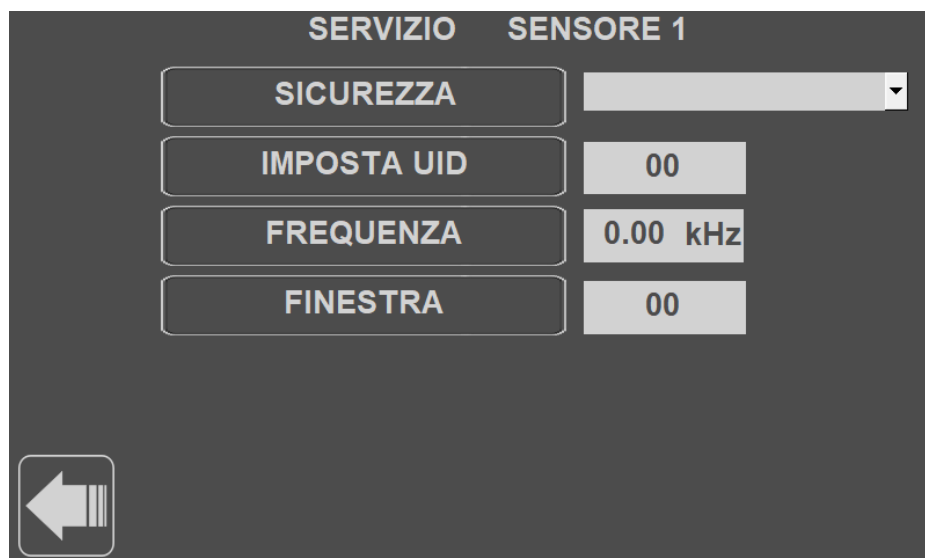 SERVIZIO SENSORE 1
SICUREZZA
IMPOSTA UID 00
FREQUENZA 0.00 kHz
FINESTRA 00